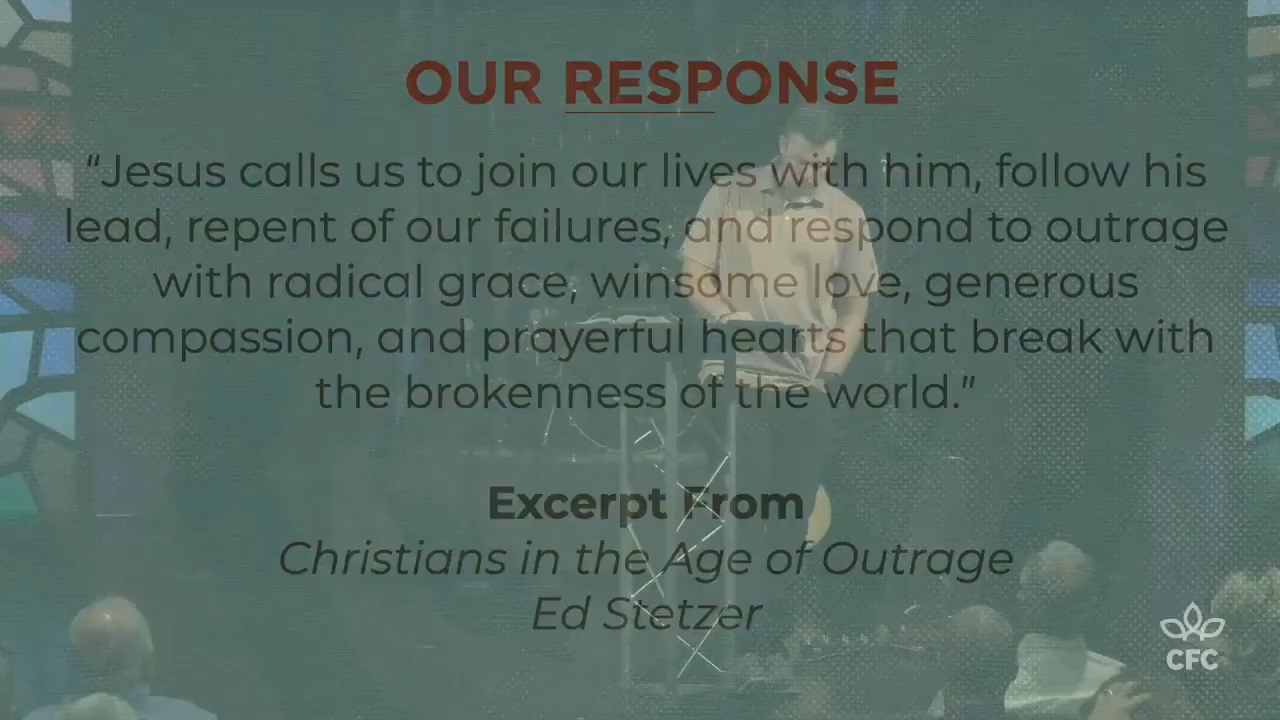 OUR RESPONSE
“Jesus calls us to join our lives with him, follow his
lead, repent of our failures, and respond to outrage
with radical grace, winsome love, generous
compassion, and prayerful hearts that break with
the brokenness of the world.”
Excerpt From
Christians in the Age of Outrage
Ed Stetzer
CFC